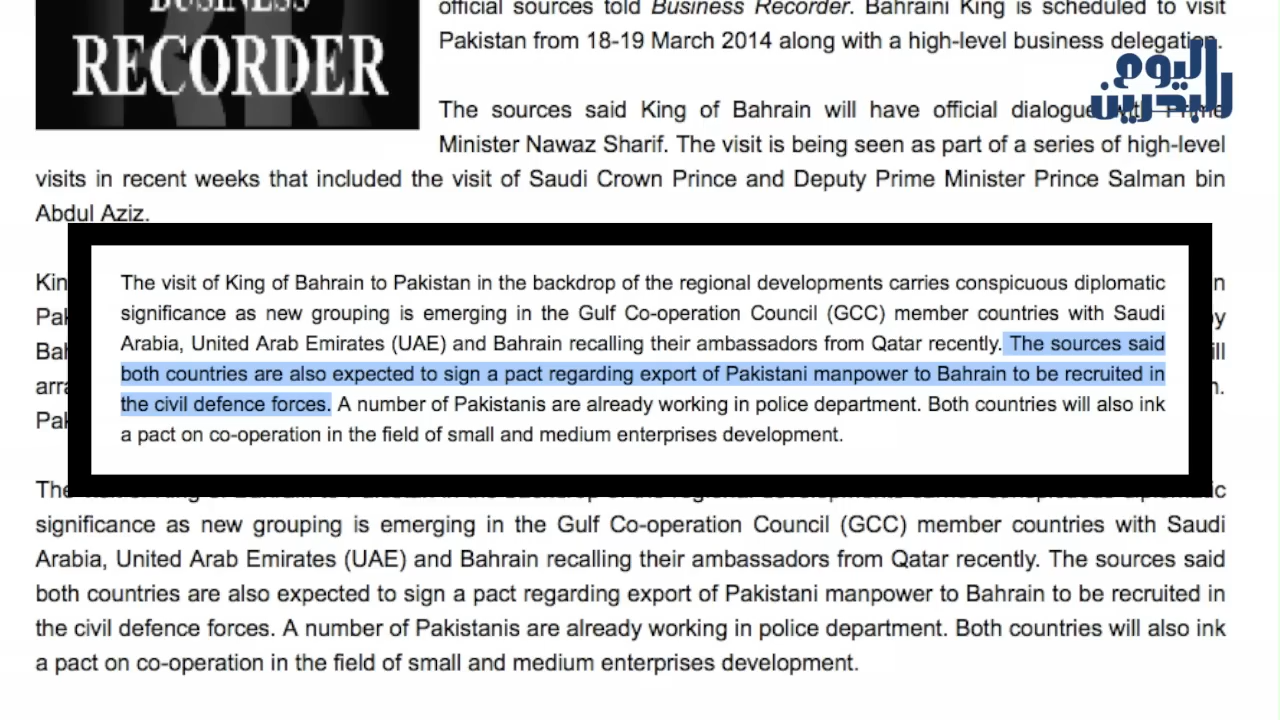 BUSINESS
RECORDER
official sources told Business Recorder. Bahraini King is scheduled to visit
Pakistan from 18-19 March 2014 along with a high-level business delegation.
اليوم
البحرين
The sources said King of Bahrain will have official dialogue with Prime
Minister Nawaz Sharif. The visit is being seen as part of a series of high-level
visits in recent weeks that included the visit of Saudi Crown Prince and Deputy Prime Minister Prince Salman bin
Abdul Aziz.
The visit of King of Bahrain to Pakistan in the backdrop of the regional developments carries conspicuous diplomatic
significance as new grouping is emerging in the Gulf Co-operation Council (GCC) member countries with Saudi
Arabia, United Arab Emirates (UAE) and Bahrain recalling their ambassadors from Qatar recently. The sources said
both countries are also expected to sign a pact regarding export of Pakistani manpower to Bahrain to be recruited in
the civil defence forces. A number of Pakistanis are already working in police department. Both countries will also ink
a pact on co-operation in the field of small and medium enterprises development.
significance as new grouping is emerging in the Gulf Co-operation Council (GCC) member countries with Saudi
Arabia, United Arab Emirates (UAE) and Bahrain recalling their ambassadors from Qatar recently. The sources said
both countries are also expected to sign a pact regarding export of Pakistani manpower to Bahrain to be recruited in
the civil defence forces. A number of Pakistanis are already working in police department. Both countries will also ink
a pact on co-operation in the field of small and medium enterprises development.